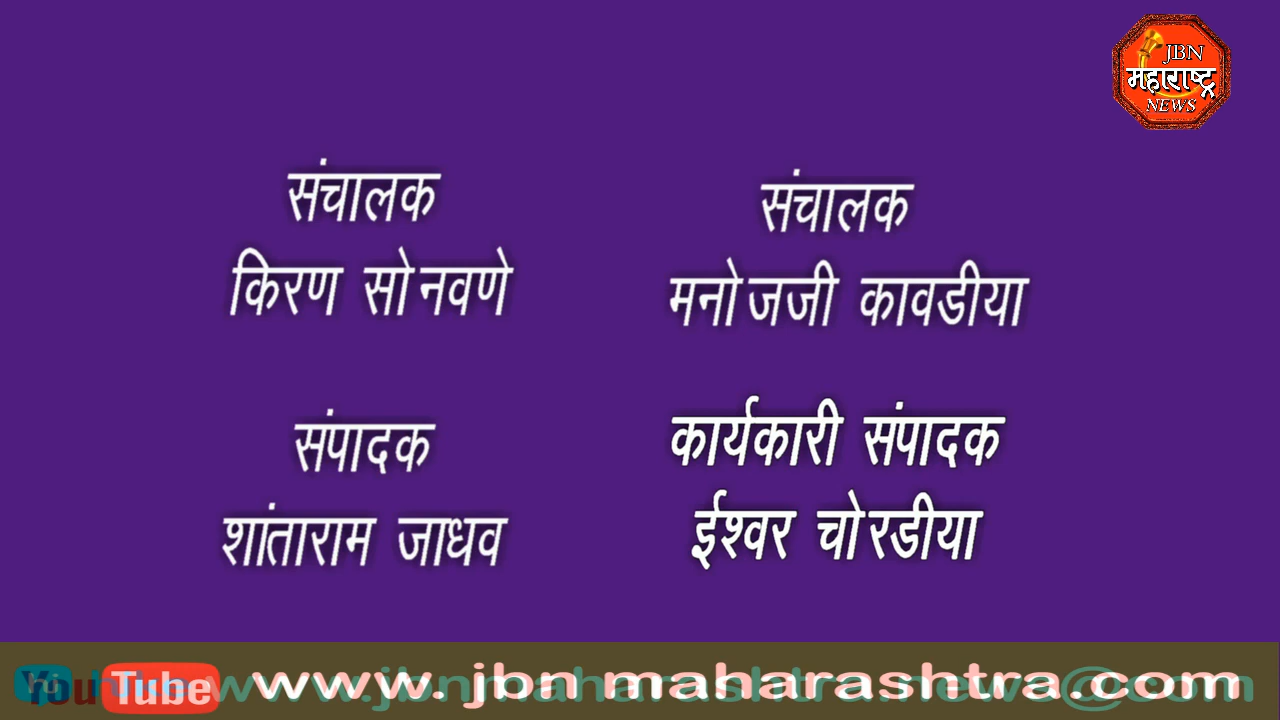 JBN
महाराष्ट्र
NEWS
संचालक
किरण सोनवणे
संचालक
मनोजजी कावडीया
संपादक
शांताराम जाधव
कार्यकारी संपादक
ईश्वर चोरडीया
YouTube www. jbn maharashtra.com